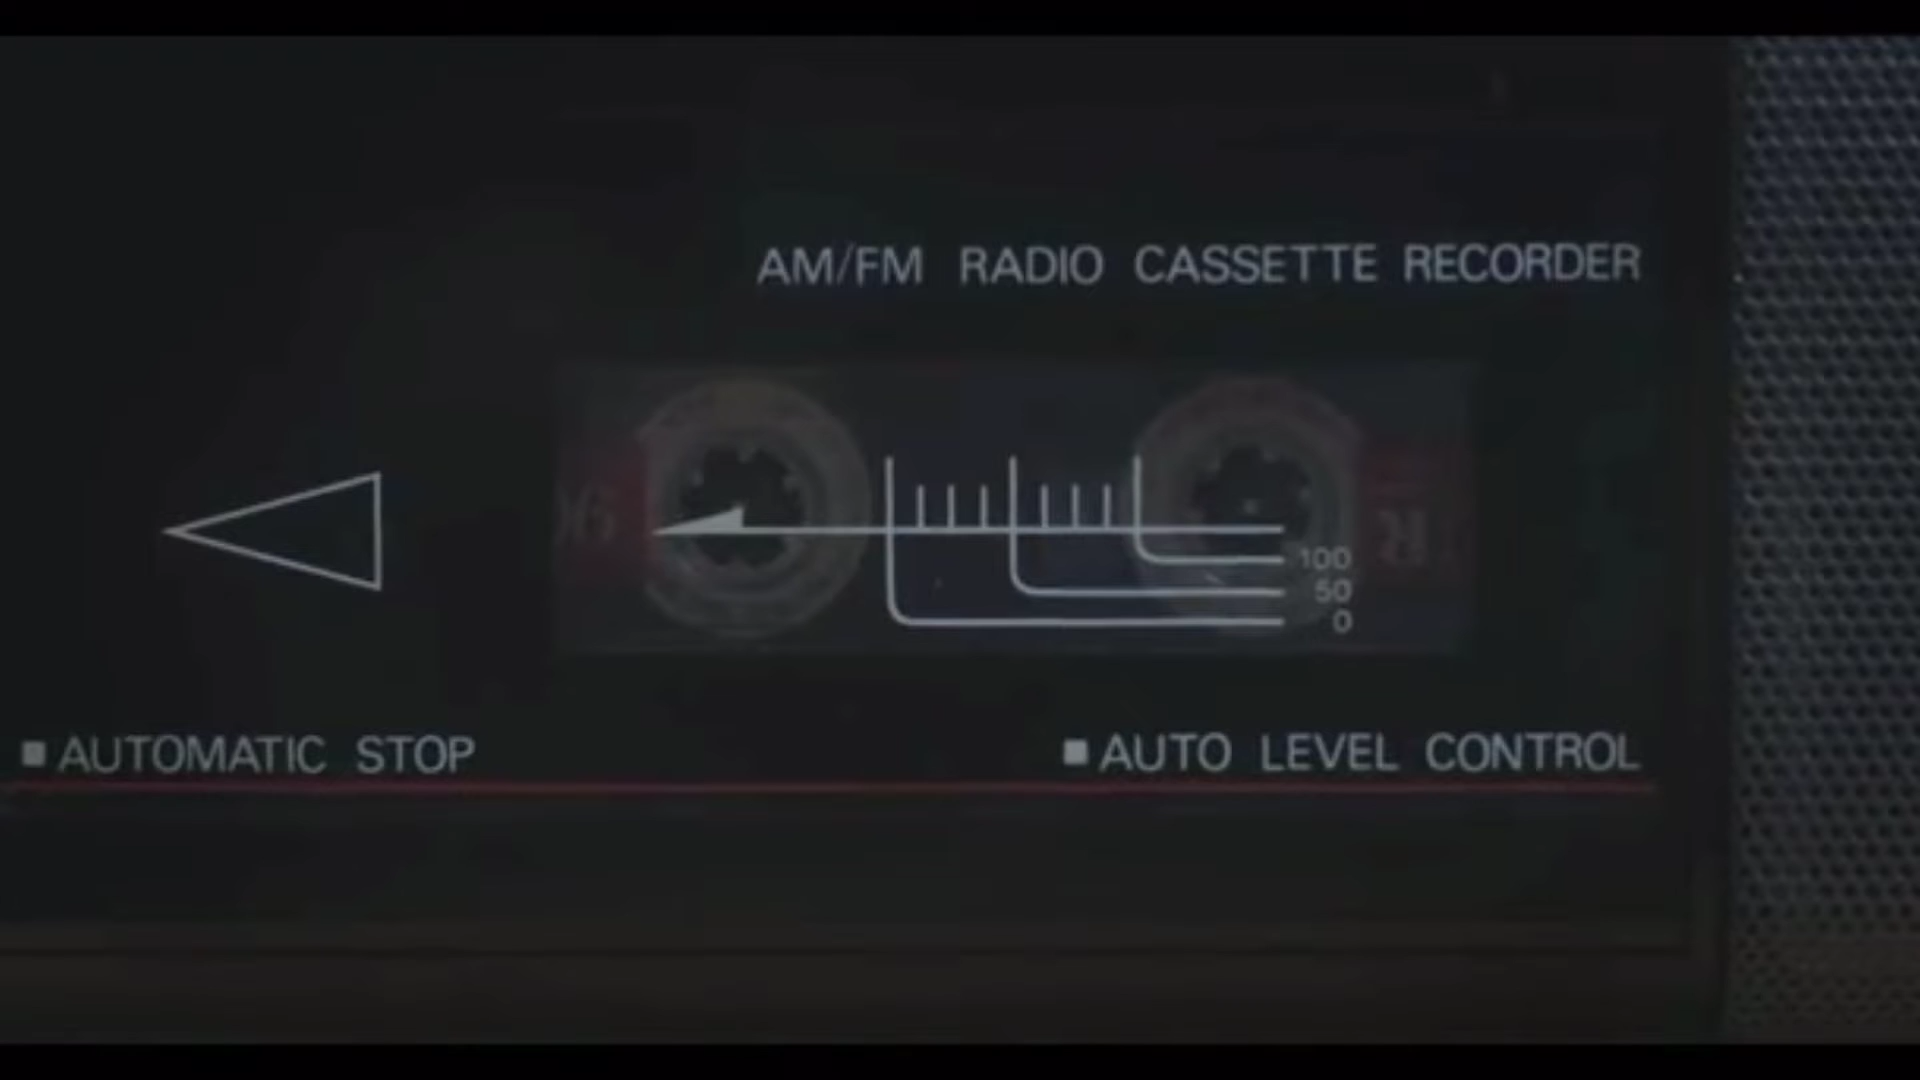 AM/FM RADIO CASSETTE RECORDER
100
50
0
■ AUTOMATIC STOP
■ AUTO LEVEL CONTROL